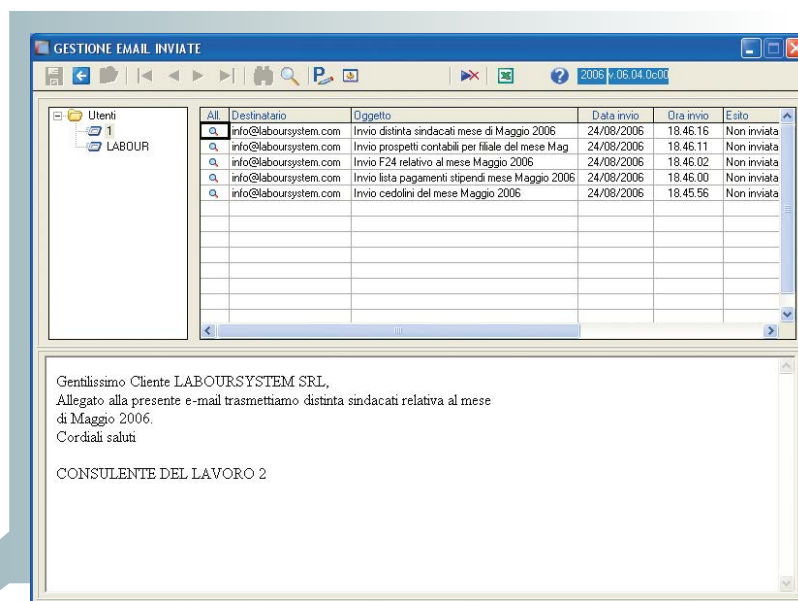 GESTIONE EMAIL INVIATE
2006 v.06.04.0c00
Utenti
1
LABOUR
All. Destinatario Oggetto Data invio Ora invio Esito
info@laboursystem.com Invio distinta sindacati mese di Maggio 2006 24/08/2006 18.46.16 Non inviata
info@laboursystem.com Invio prospetti contabili per filiale del mese Mag 24/08/2006 18.46.11 Non inviata
info@laboursystem.com Invio F24 relativo al mese Maggio 2006 24/08/2006 18.46.02 Non inviata
info@laboursystem.com Invio lista pagamenti stipendi mese Maggio 2006 24/08/2006 18.46.00 Non inviata
info@laboursystem.com Invio cedolini del mese Maggio 2006 24/08/2006 18.45.56 Non inviata
Gentilissimo Cliente LABOURSYSTEM SRL,
Allegato alla presente e-mail trasmettiamo distinta sindacati relativa al mese
di Maggio 2006.
Cordiali saluti
CONSULENTE DEL LAVORO 2